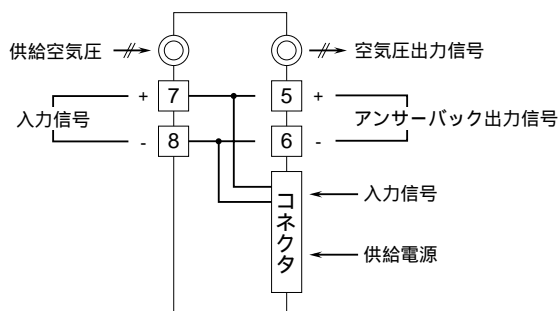 供給空気圧
空気圧出力信号
+ 7
5 +
入力信号
アンサーバック出力信号
- 8
6 -
コネクタ
入力信号
供給電源